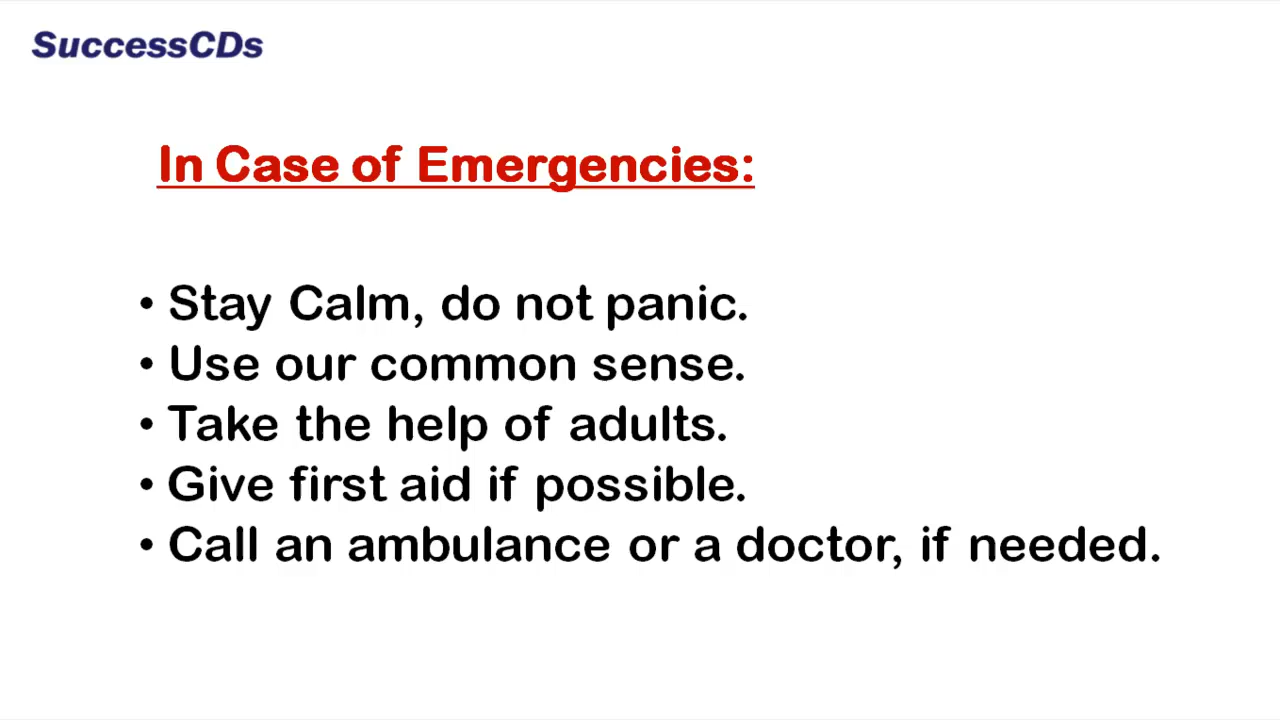 SuccessCDs
In Case of Emergencies:
• Stay Calm, do not panic.
• Use our common sense.
• Take the help of adults.
• Give first aid if possible.
• Call an ambulance or a doctor, if needed.